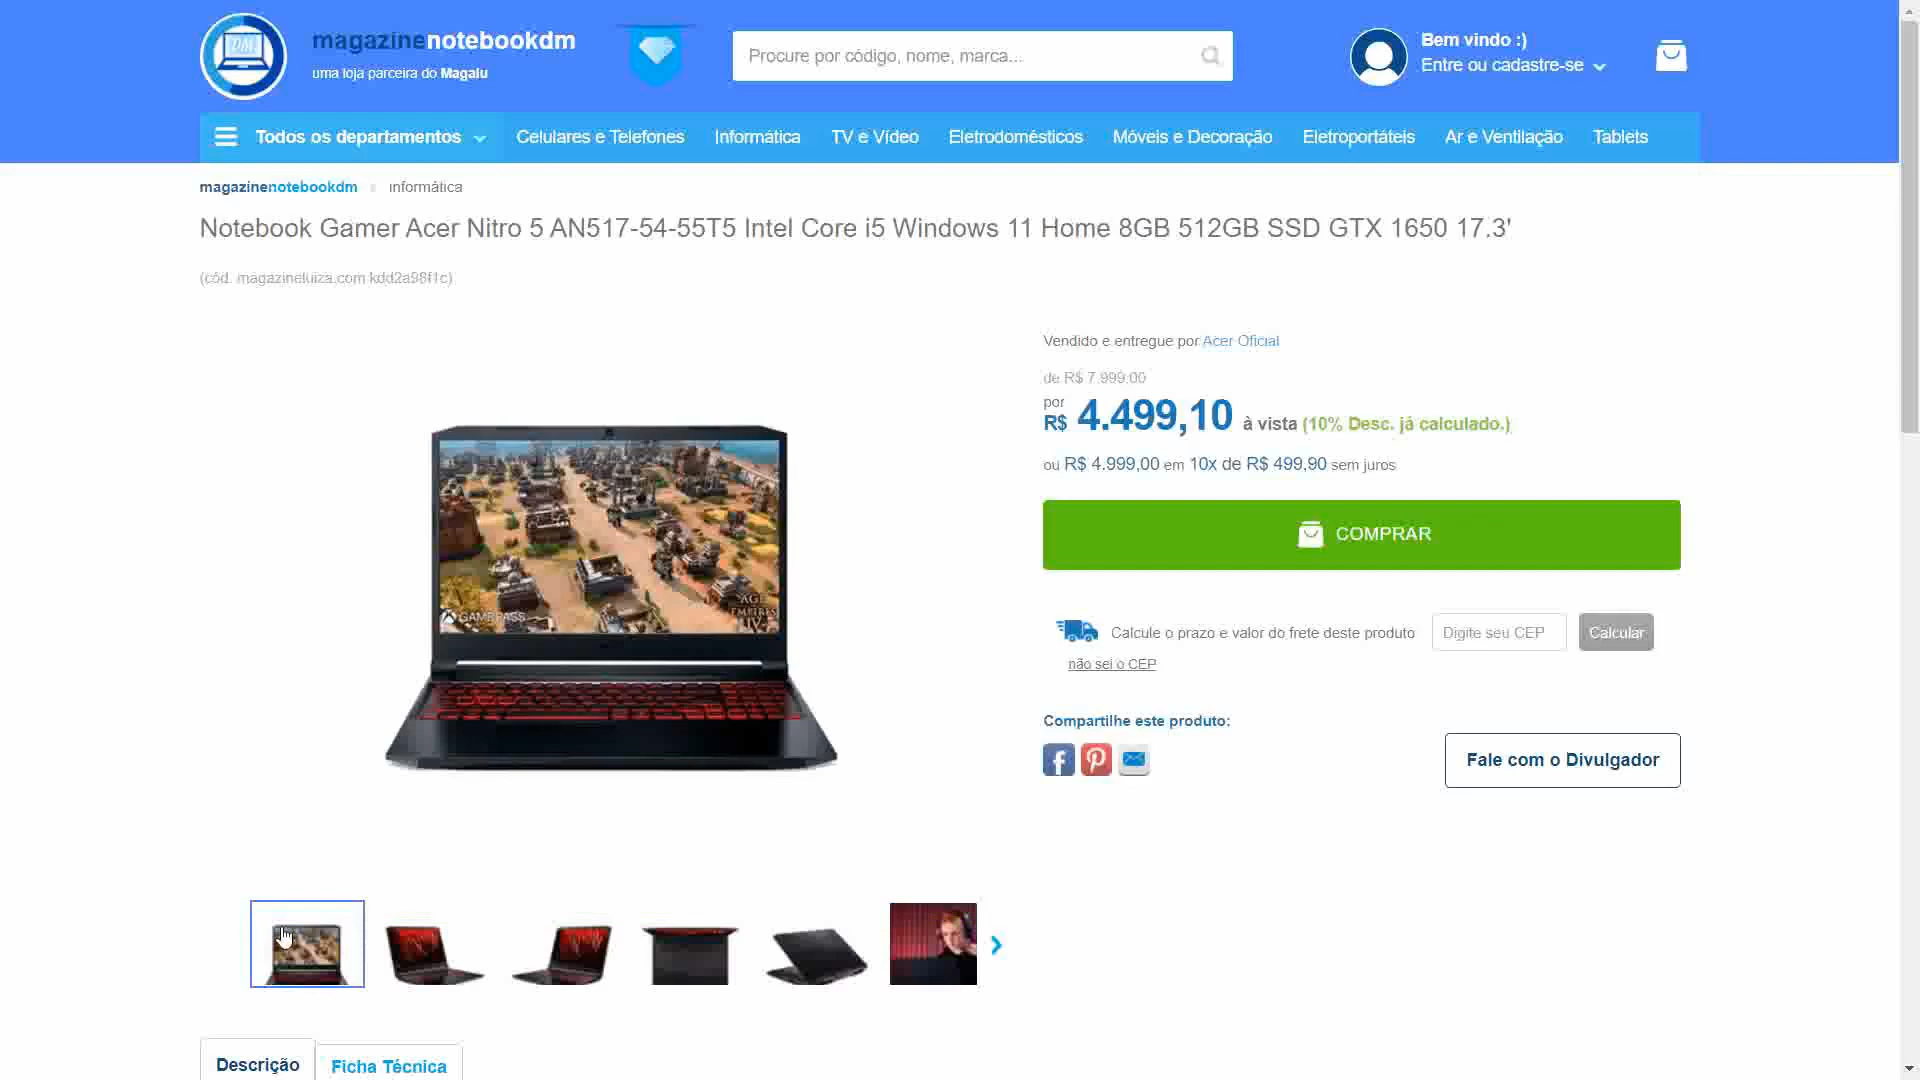 magazinenotebookdm
uma loja parceira do Magalu
Procure por código, nome, marca...
Bem vindo :)
Entre ou cadastre-se
Todos os departamentos
Celulares e Telefones
Informática
TV e Vídeo
Eletrodomésticos
Móveis e Decoração
Eletroportáteis
Ar e Ventilação
Tablets
magazinenotebookdm
informática
Notebook Gamer Acer Nitro 5 AN517-54-55T5 Intel Core i5 Windows 11 Home 8GB 512GB SSD GTX 1650 17.3'
(cód. magazineluiza.com kdd2a98f1c)
Vendido e entregue por Acer Oficial
de R$ 7.999,00
por
R$ 4.499,10 à vista (10% Desc. já calculado.)
ou R$ 4.999,00 em 10x de R$ 499,90 sem juros
COMPRAR
Calcule o prazo e valor do frete deste produto
Digite seu CEP
Calcular
não sei o CEP
Compartilhe este produto:
Fale com o Divulgador
GAMEPASS
AGE
EMPIRES
IV
DM
Descrição
Ficha Técnica